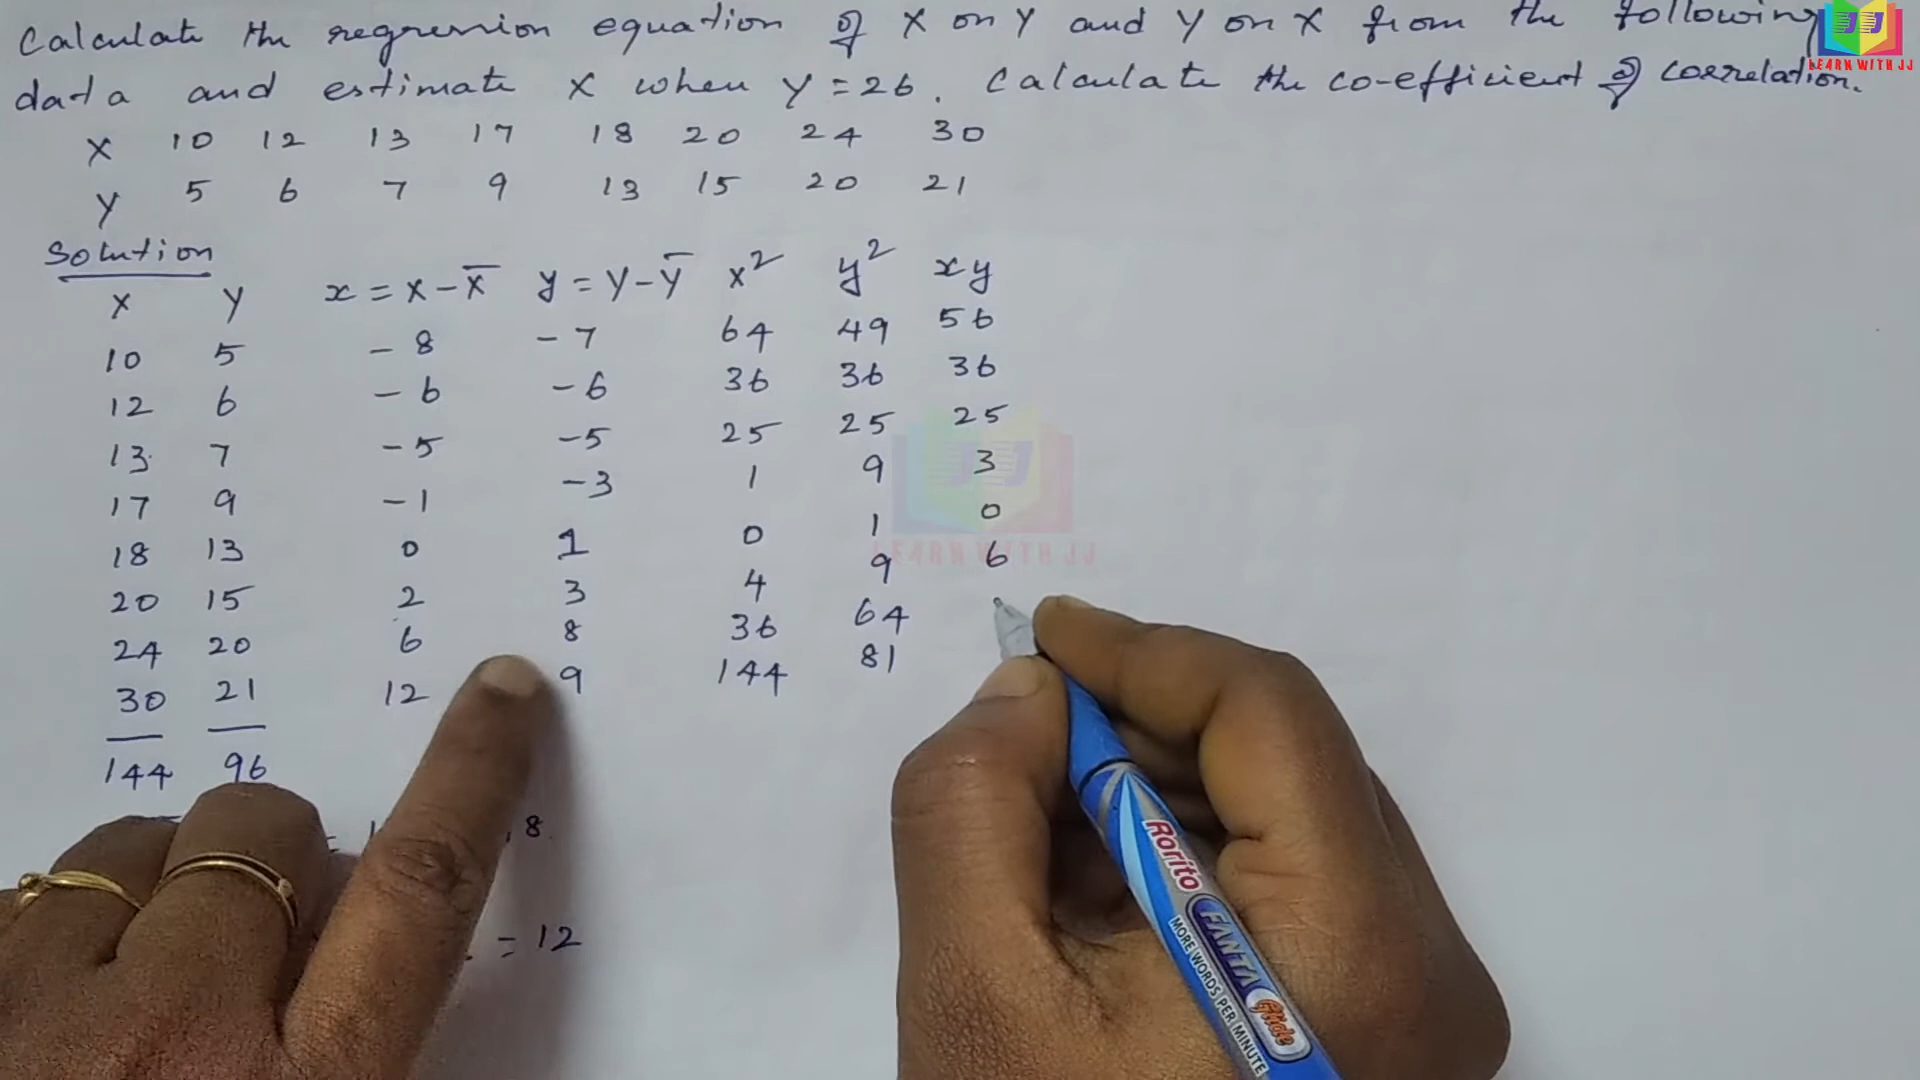 Calculate the regression equation of X on Y and Y on X from the following
data and estimate X when Y = 26. Calculate the co-efficient of correlation.
LEARN WITH JJ
X 10 12 13 17 18 20 24 30
Y 5 6 7 9 13 15 20 21
Solution
X Y x = X - X̅ y = Y - Y̅ x² y² xy
10 5 -8 -7 64 49 56
12 6 -6 -6 36 36 36
13 7 -5 -5 25 25 25
17 9 -1 -3 1 9 3
18 13 0 1 0 1 0
20 15 2 3 4 9 6
24 20 6 8 36 64
30 21 12 9 144 81
144 96
LEARN WITH JJ
8
= 12
Rorito FANTA Glide
MORE WORDS PER MINUTE